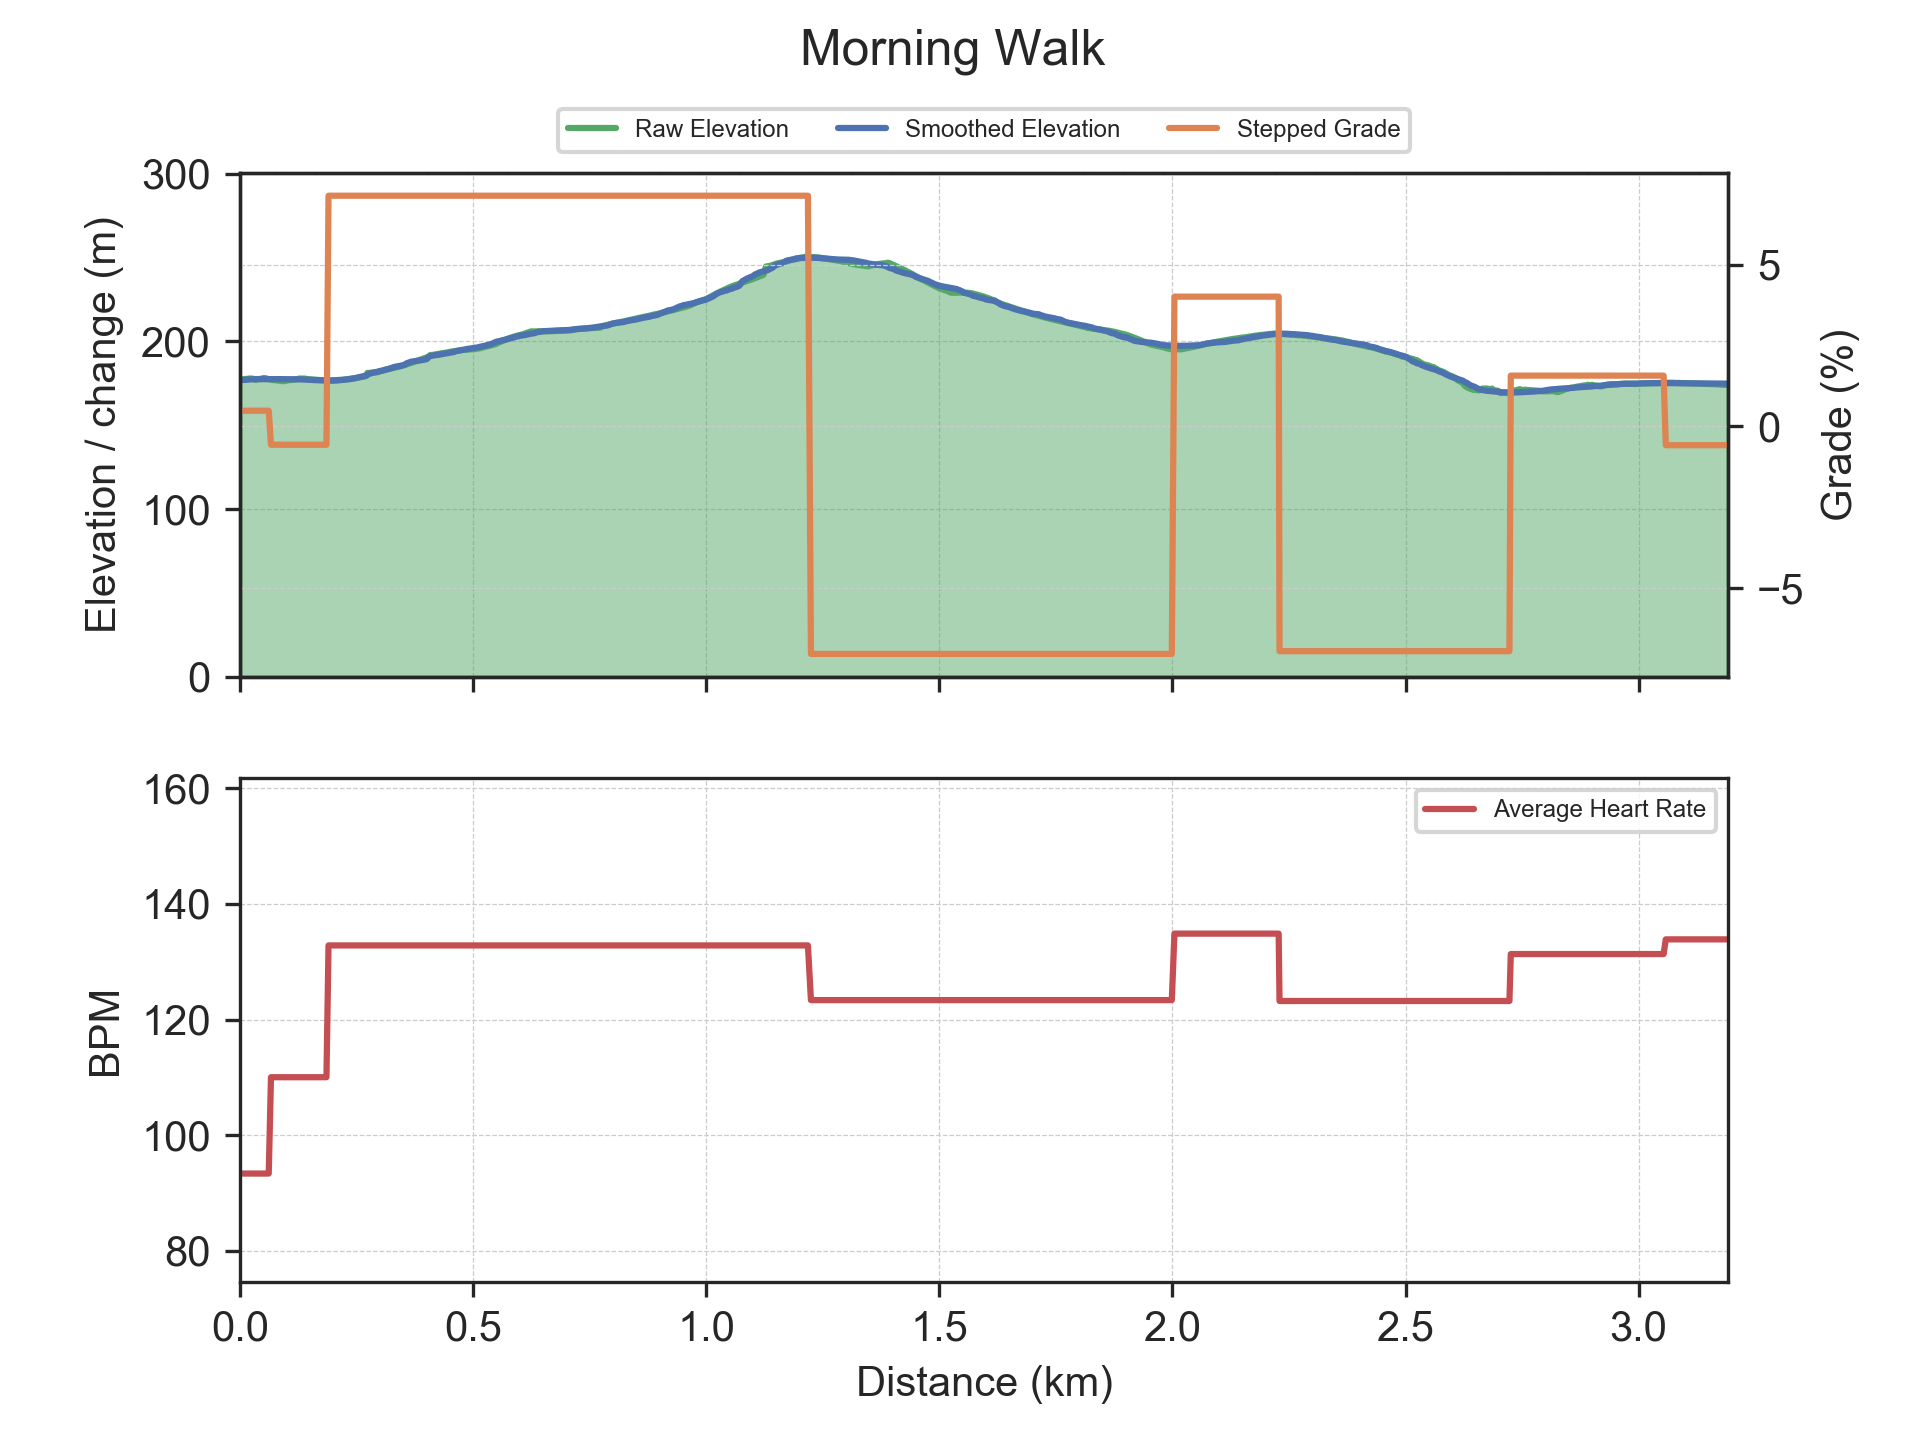 Morning Walk
Raw Elevation Smoothed Elevation Stepped Grade
Elevation / change (m)
300
200
100
0
5
0
−5
Grade (%)
Average Heart Rate
BPM
160
140
120
100
80
0.0 0.5 1.0 1.5 2.0 2.5 3.0
Distance (km)